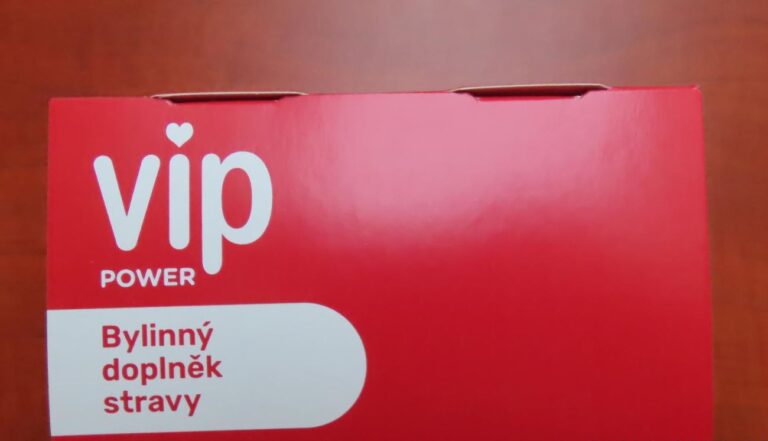 vip
POWER
Bylinný
doplněk
stravy